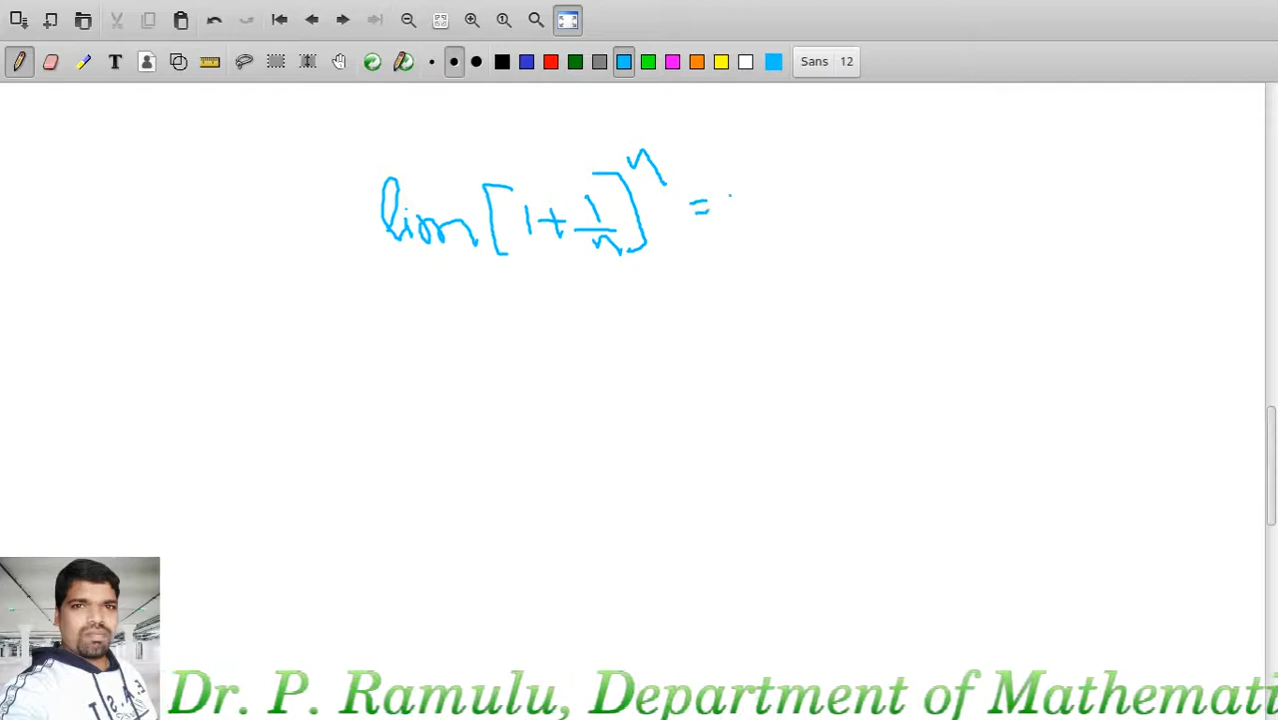 Sans 12
lim [1+1/n]^n =
Dr. P. Ramulu, Department of Mathemati